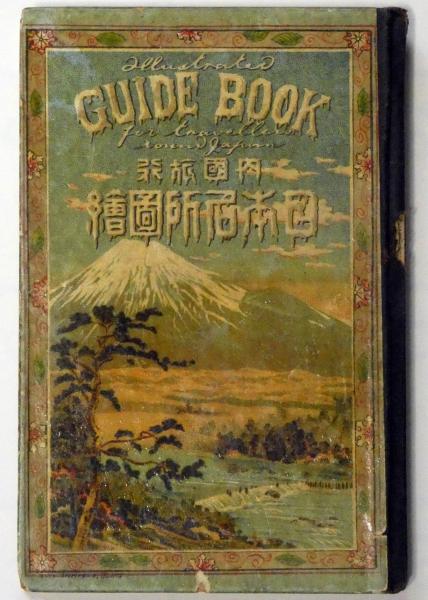 Illustrated
GUIDE BOOK
for travellers
round Japan
行旅國内
繪圖所名本日